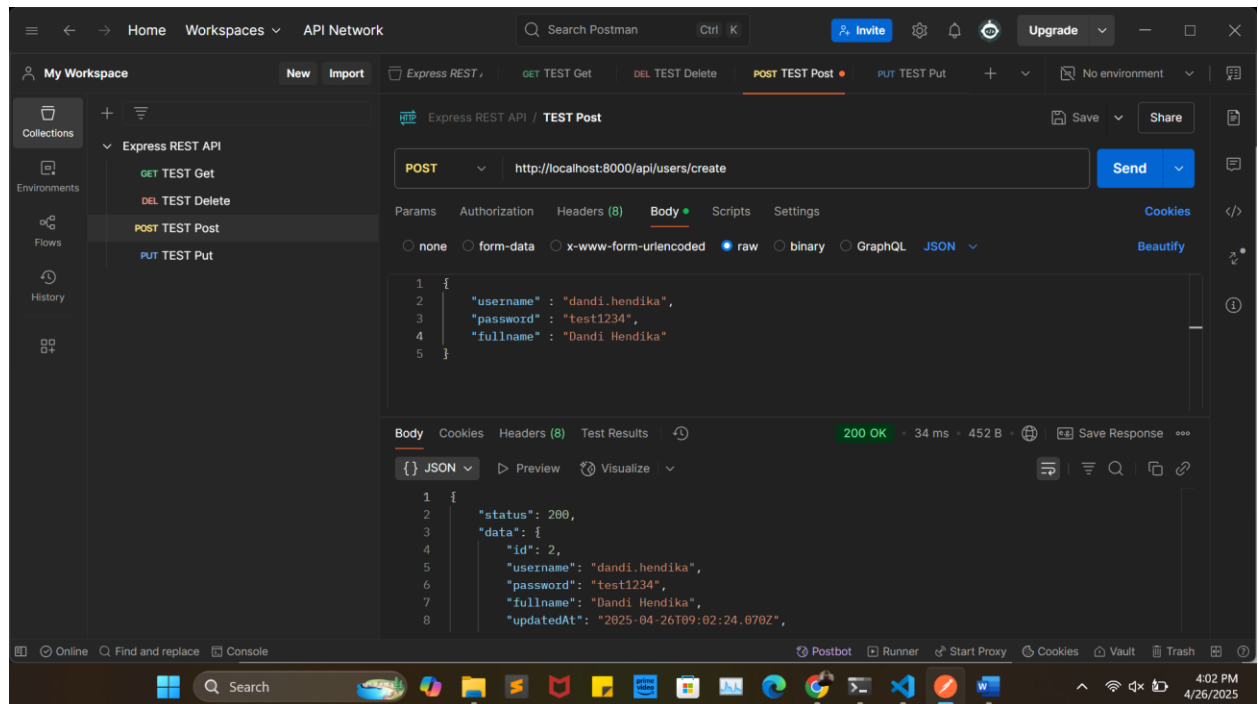 Home Workspaces API Network Search Postman Ctrl K Invite Upgrade
My Workspace New Import Express REST GET TEST Get DEL TEST Delete POST TEST Post PUT TEST Put No environment
Collections
Environments
Flows
History
Express REST API
GET TEST Get
DEL TEST Delete
POST TEST Post
PUT TEST Put
HTTP Express REST API / TEST Post Save Share
POST http://localhost:8000/api/users/create Send
Params Authorization Headers (8) Body Scripts Settings Cookies
none form-data x-www-form-urlencoded raw binary GraphQL JSON Beautify
1 {
2 "username" : "dandi.hendika",
3 "password" : "test1234",
4 "fullname" : "Dandi Hendika"
5 }
Body Cookies Headers (8) Test Results 200 OK 34 ms 452 B e.g. Save Response
{} JSON Preview Visualize
1 {
2 "status": 200,
3 "data": {
4 "id": 2,
5 "username": "dandi.hendika",
6 "password": "test1234",
7 "fullname": "Dandi Hendika",
8 "updatedAt": "2025-04-26T09:02:24.070Z",
Online Find and replace Console Postbot Runner Start Proxy Cookies Vault Trash
Search prime video 4:02 PM
4/26/2025